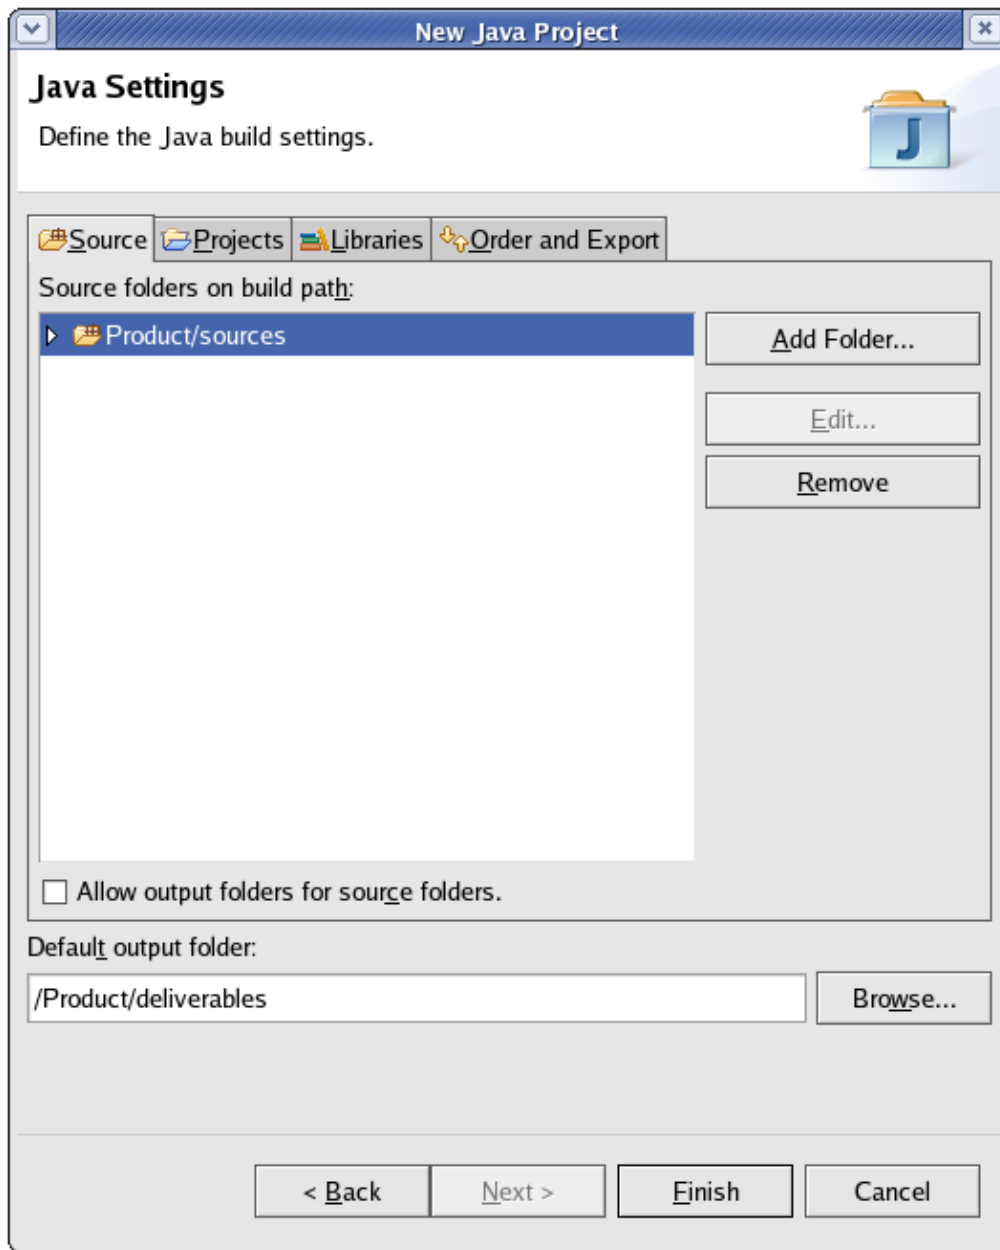 New Java Project
Java Settings
Define the Java build settings.
J
Source Projects Libraries Order and Export
Source folders on build path:
Product/sources
Add Folder...
Edit...
Remove
Allow output folders for source folders.
Default output folder:
/Product/deliverables
Browse...
< Back Next > Finish Cancel